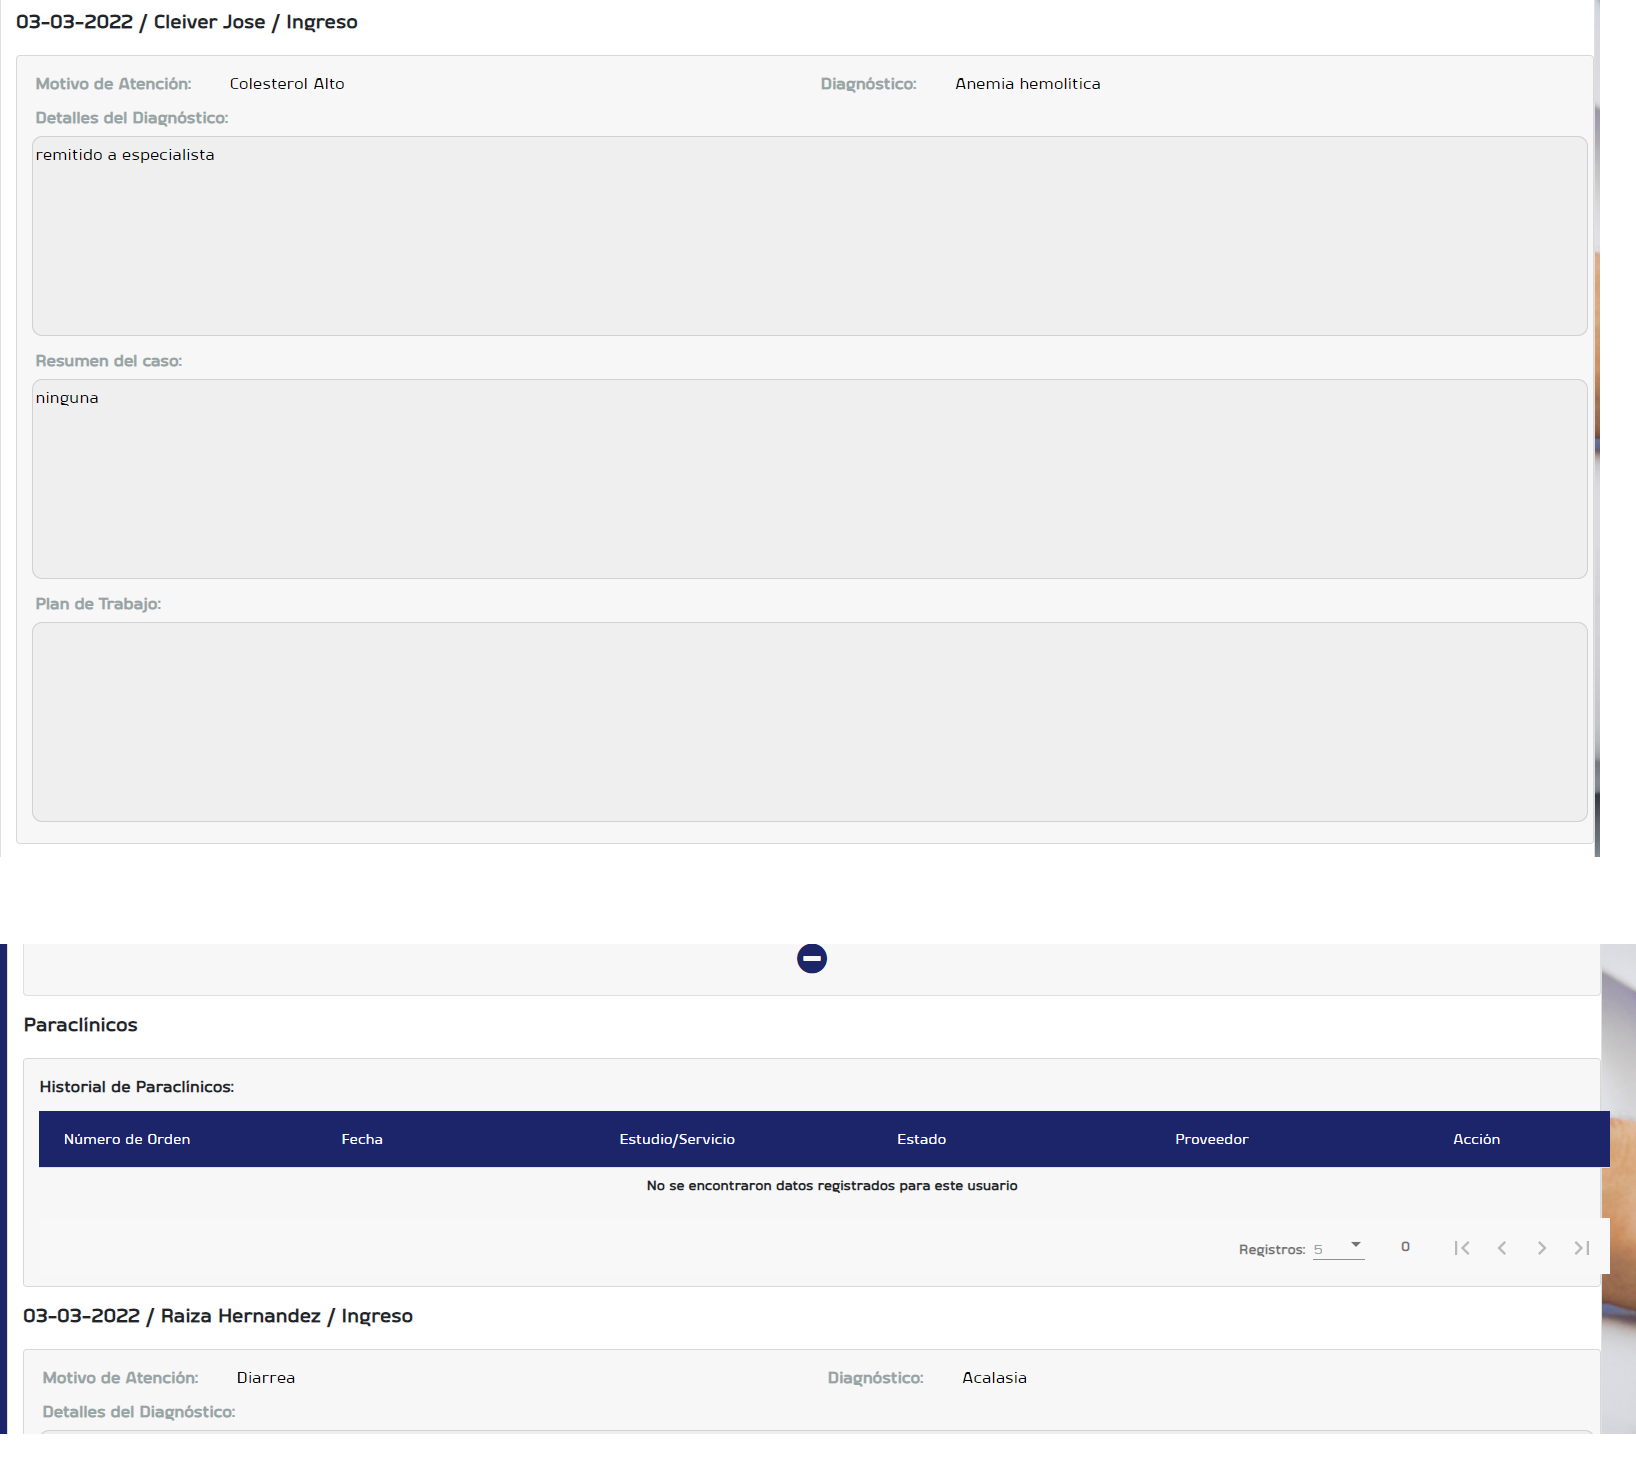 03-03-2022 / Cleiver Jose / Ingreso
Motivo de Atención: Colesterol Alto Diagnóstico: Anemia hemolítica
Detalles del Diagnóstico:
remitido a especialista
Resumen del caso:
ninguna
Plan de Trabajo:
Paraclínicos
Historial de Paraclínicos:
Número de Orden Fecha Estudio/Servicio Estado Proveedor Acción
No se encontraron datos registrados para este usuario
Registros: 5 0
03-03-2022 / Raiza Hernandez / Ingreso
Motivo de Atención: Diarrea Diagnóstico: Acalasia
Detalles del Diagnóstico: